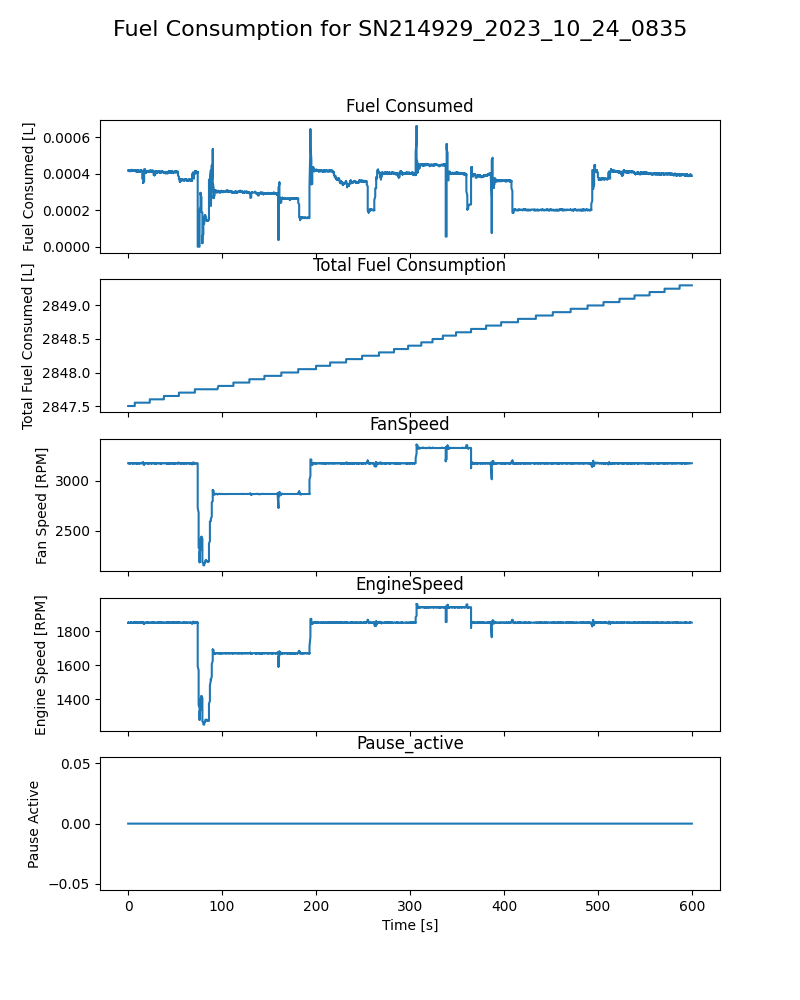 Fuel Consumption for SN214929_2023_10_24_0835
Fuel Consumed
Fuel Consumed [L]
0.0006
0.0004
0.0002
0.0000
Total Fuel Consumption
Total Fuel Consumed [L]
2849.0
2848.5
2848.0
2847.5
FanSpeed
Fan Speed [RPM]
3000
2500
EngineSpeed
Engine Speed [RPM]
1800
1600
1400
Pause_active
Pause Active
0.05
0.00
−0.05
0 100 200 300 400 500 600
Time [s]